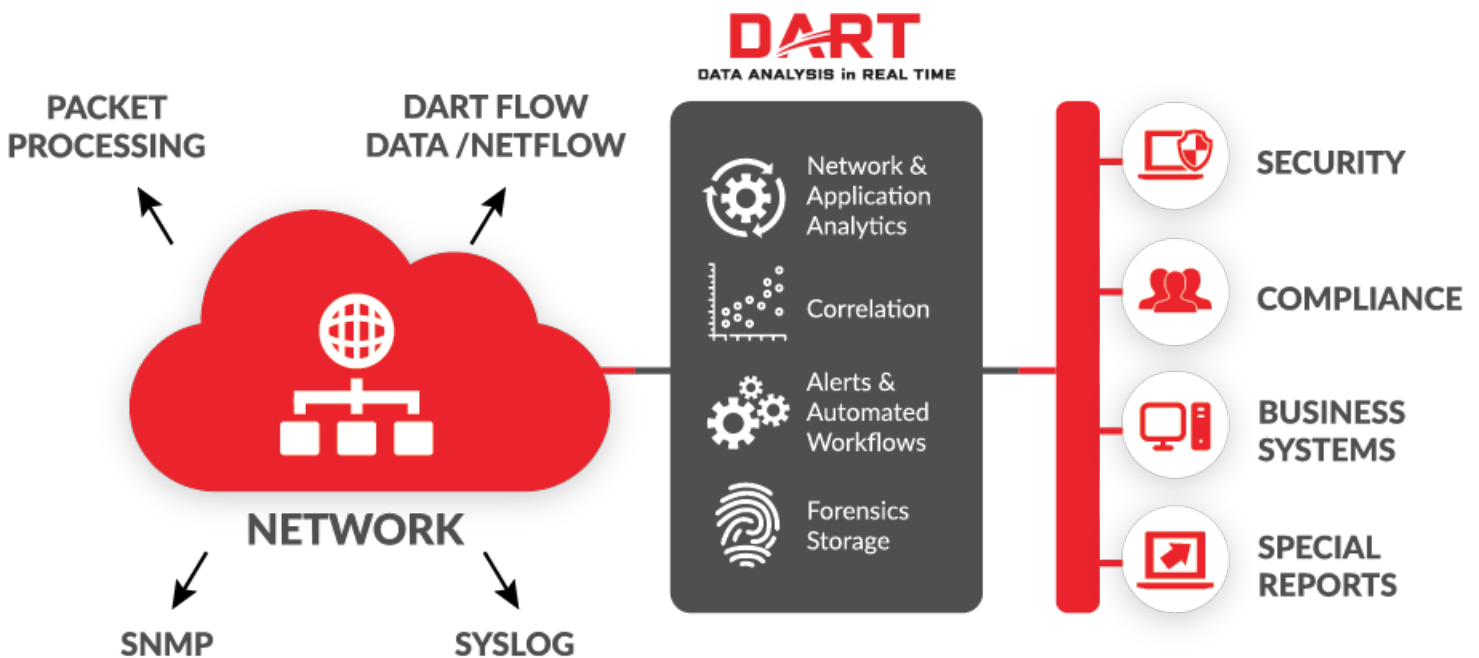 DART
DATA ANALYSIS in REAL TIME
PACKET
PROCESSING
DART FLOW
DATA /NETFLOW
NETWORK
SNMP
SYSLOG
Network &
Application
Analytics
Correlation
Alerts &
Automated
Workflows
Forensics
Storage
SECURITY
COMPLIANCE
BUSINESS
SYSTEMS
SPECIAL
REPORTS